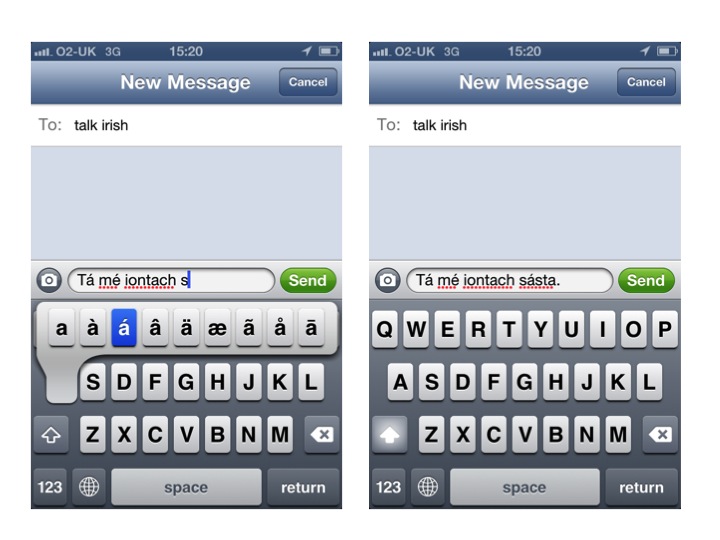 O2-UK 3G 15:20
New Message Cancel
To: talk irish
Tá mé iontach s Send
a à á â ä æ ã å ā
S D F G H J K L
Z X C V B N M
123 space return
O2-UK 3G 15:20
New Message Cancel
To: talk irish
Tá mé iontach sásta. Send
Q W E R T Y U I O P
A S D F G H J K L
Z X C V B N M
123 space return